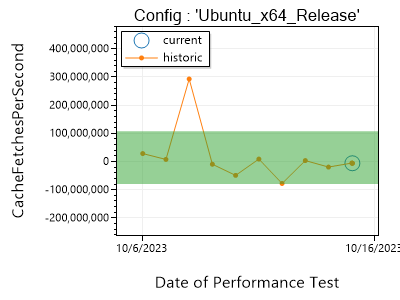 Config : 'Ubuntu_x64_Release'
current
historic
CacheFetchesPerSecond
400,000,000
300,000,000
200,000,000
100,000,000
0
-100,000,000
-200,000,000
10/6/2023
10/16/2023
Date of Performance Test